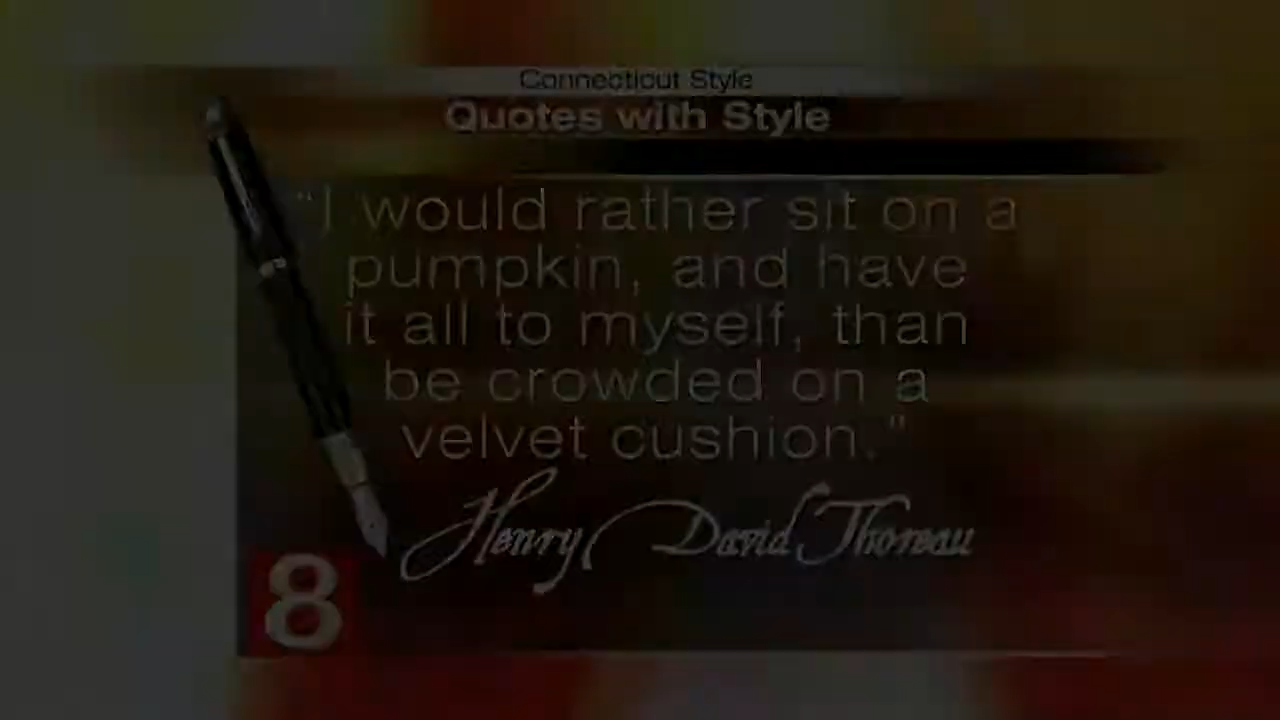 Connecticut Style
Quotes with Style
"I would rather sit on a
pumpkin, and have
it all to myself, than
be crowded on a
velvet cushion."
Henry David Thoreau
8